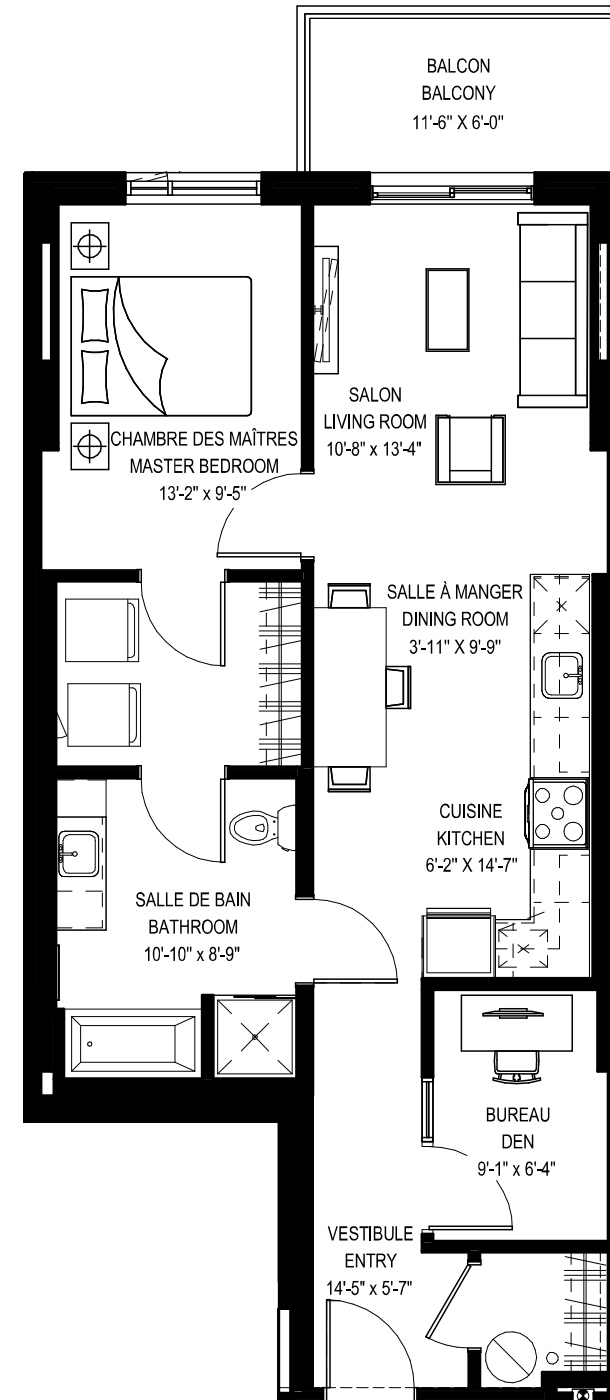 BALCON
BALCONY
11'-6" X 6'-0"
SALON
LIVING ROOM
10'-8" x 13'-4"
CHAMBRE DES MAÎTRES
MASTER BEDROOM
13'-2" x 9'-5"
SALLE À MANGER
DINING ROOM
3'-11" X 9'-9"
CUISINE
KITCHEN
6'-2" X 14'-7"
SALLE DE BAIN
BATHROOM
10'-10" x 8'-9"
BUREAU
DEN
9'-1" x 6'-4"
VESTIBULE
ENTRY
14'-5" x 5'-7"